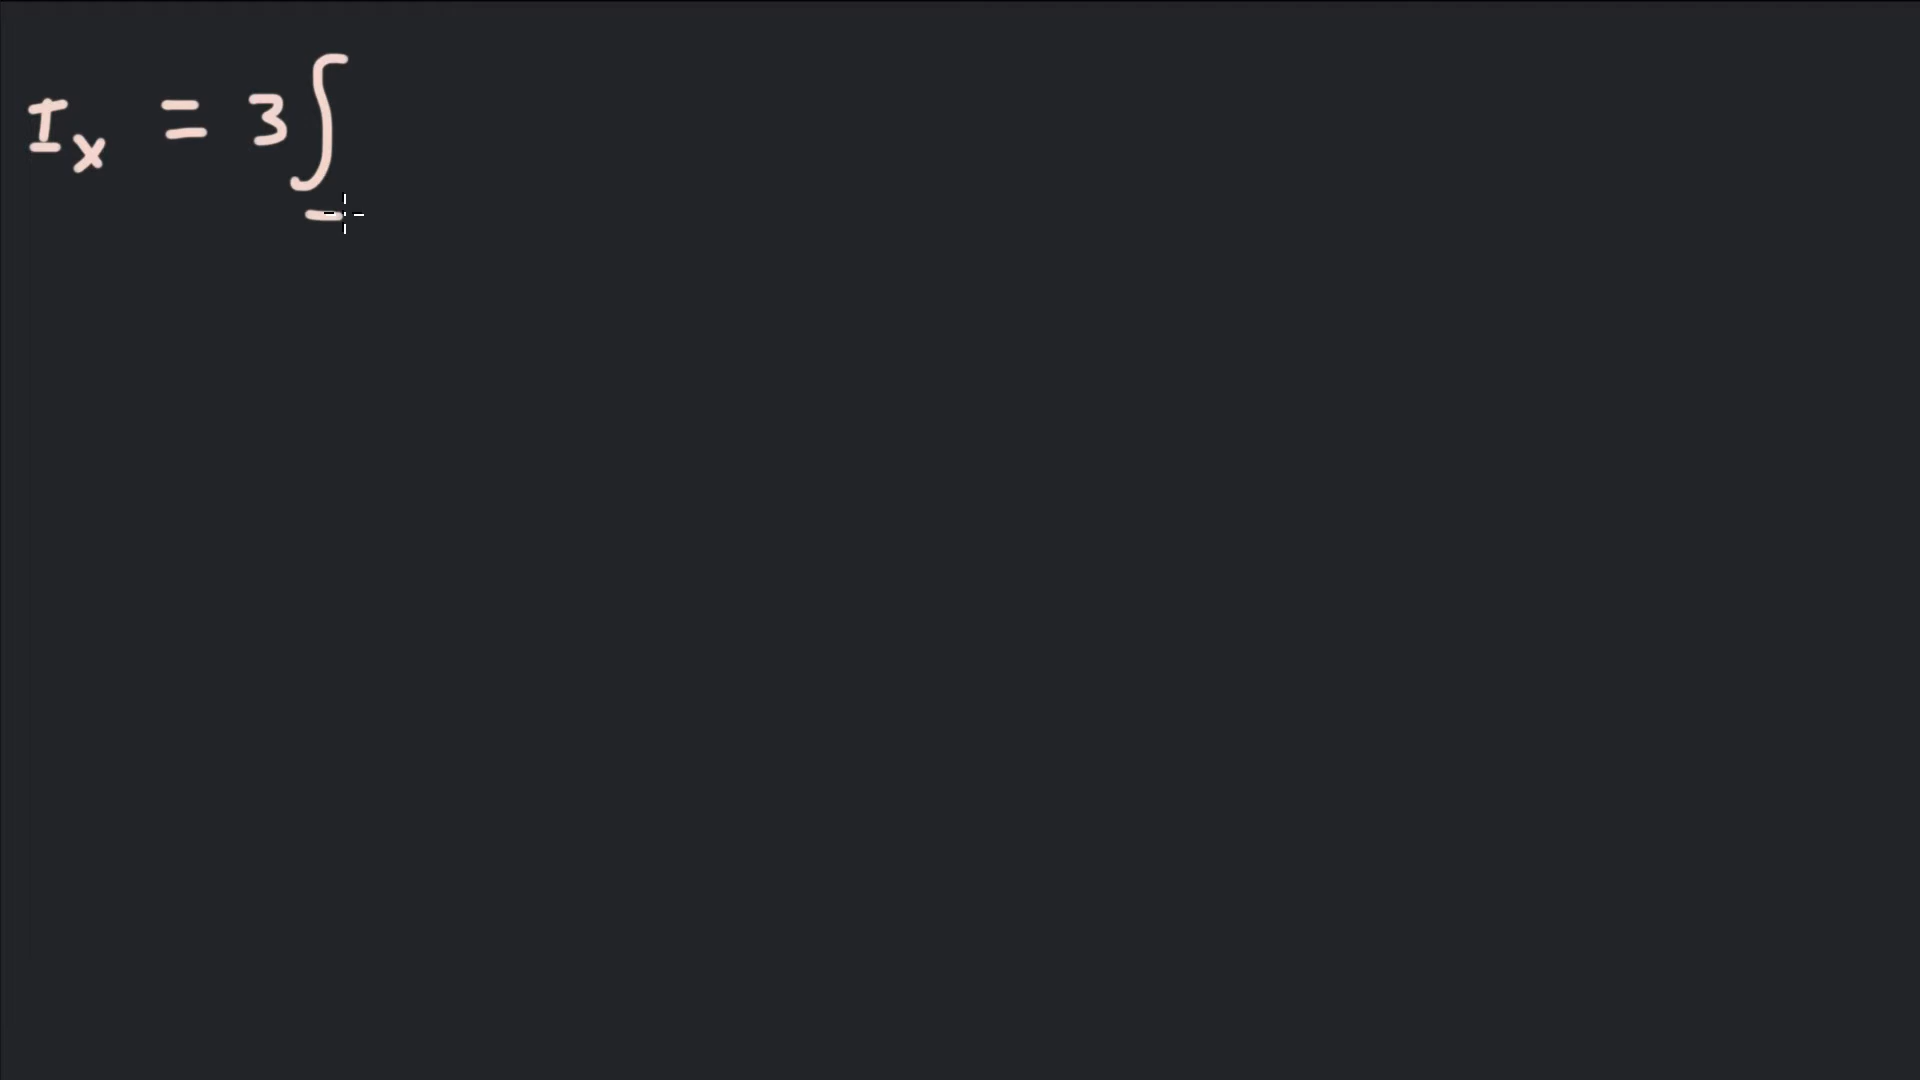 Iₓ = 3∫₋